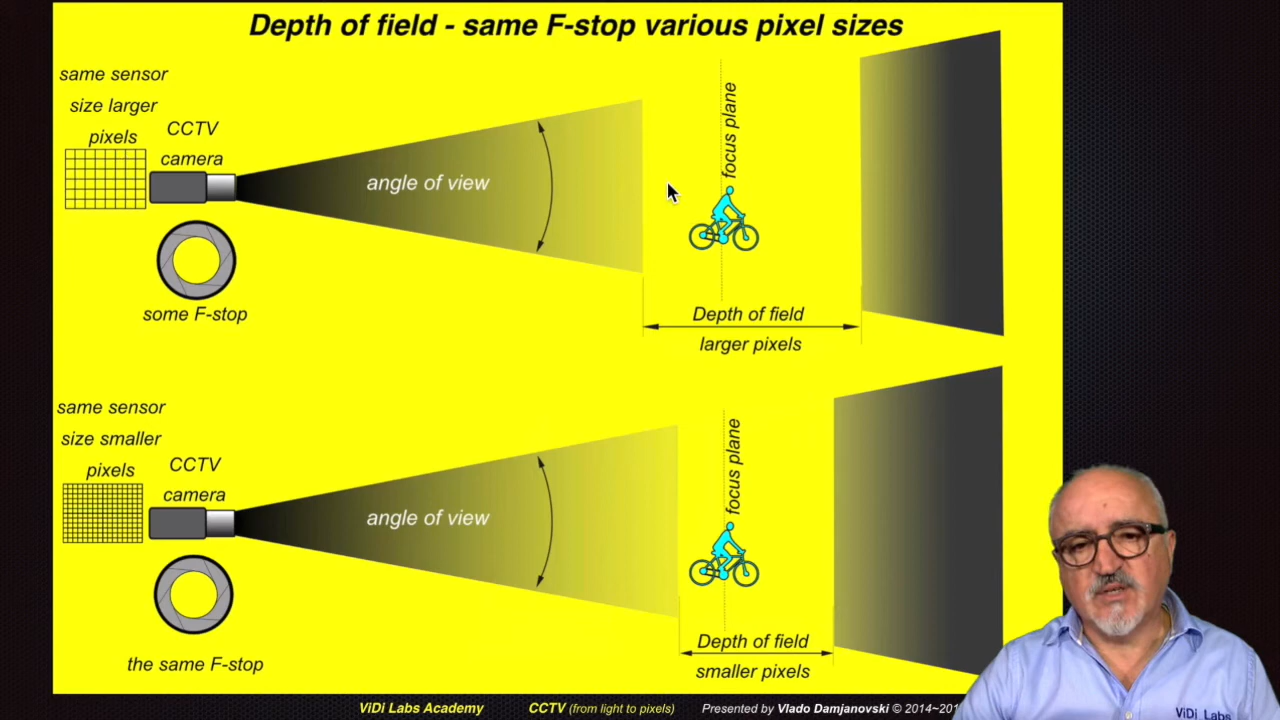 Depth of field - same F-stop various pixel sizes
same sensor
size larger
pixels
CCTV
camera
angle of view
focus plane
some F-stop
Depth of field
larger pixels
same sensor
size smaller
pixels
CCTV
camera
angle of view
focus plane
the same F-stop
Depth of field
smaller pixels
ViDi Labs Academy CCTV (from light to pixels) Presented by Vlado Damjanovski © 2014~201
ViDi Labs